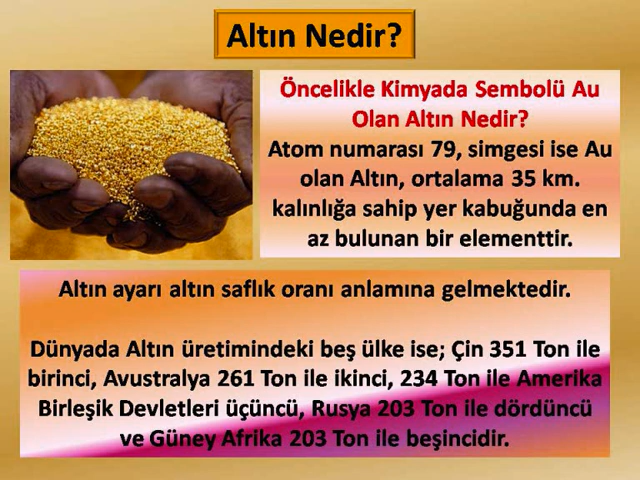 Altın Nedir?
Öncelikle Kimyada Sembolü Au
Olan Altın Nedir?
Atom numarası 79, simgesi ise Au
olan Altın, ortalama 35 km.
kalınlığa sahip yer kabuğunda en
az bulunan bir elementtir.
Altın ayarı altın saflık oranı anlamına gelmektedir.
Dünyada Altın üretimindeki beş ülke ise; Çin 351 Ton ile
birinci, Avustralya 261 Ton ile ikinci, 234 Ton ile Amerika
Birleşik Devletleri üçüncü, Rusya 203 Ton ile dördüncü
ve Güney Afrika 203 Ton ile beşincidir.